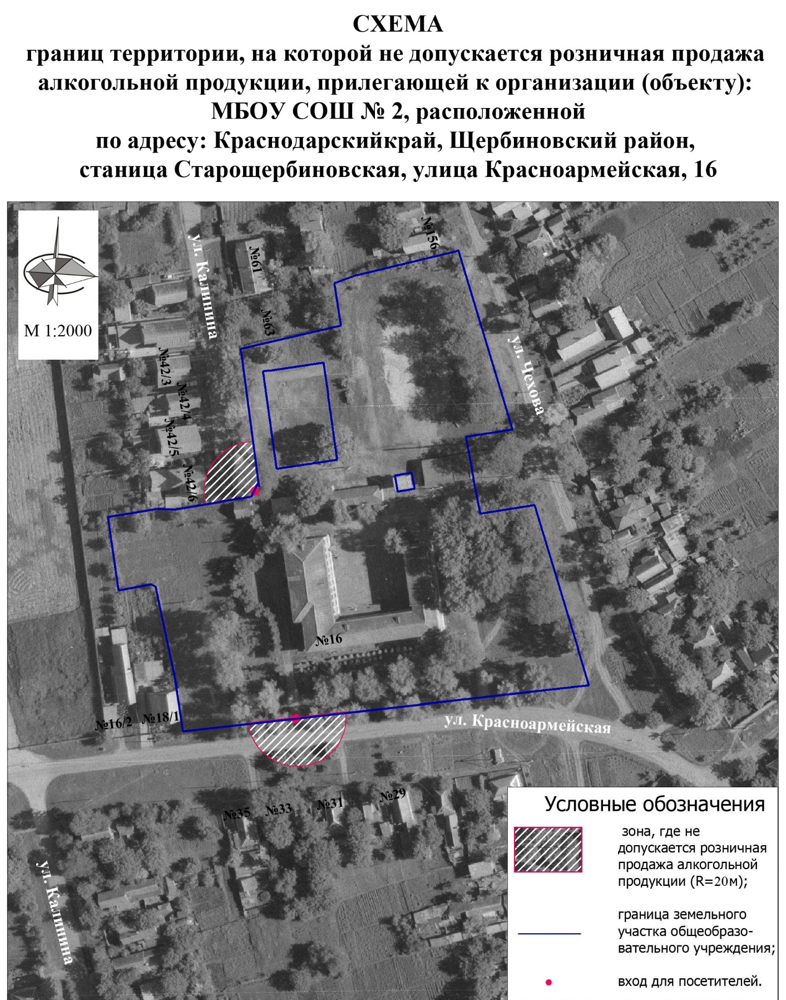 СХЕМА
границ территории, на которой не допускается розничная продажа
алкогольной продукции, прилегающей к организации (объекту):
МБОУ СОШ № 2, расположенной
по адресу: Краснодарскийкрай, Щербиновский район,
станица Старощербиновская, улица Красноармейская, 16
М 1:2000
ул. Калинина
№61
№156
№63
№42/3
№42/4
№42/5
№42/6
ул. Чехова
№16
№16/2
№18/1
ул. Красноармейская
№35
№33
№31
№29
ул. Калинина
Условные обозначения
зона, где не
допускается розничная
продажа алкогольной
продукции (R=20м);
граница земельного
участка общеобразо-
вательного учреждения;
вход для посетителей.